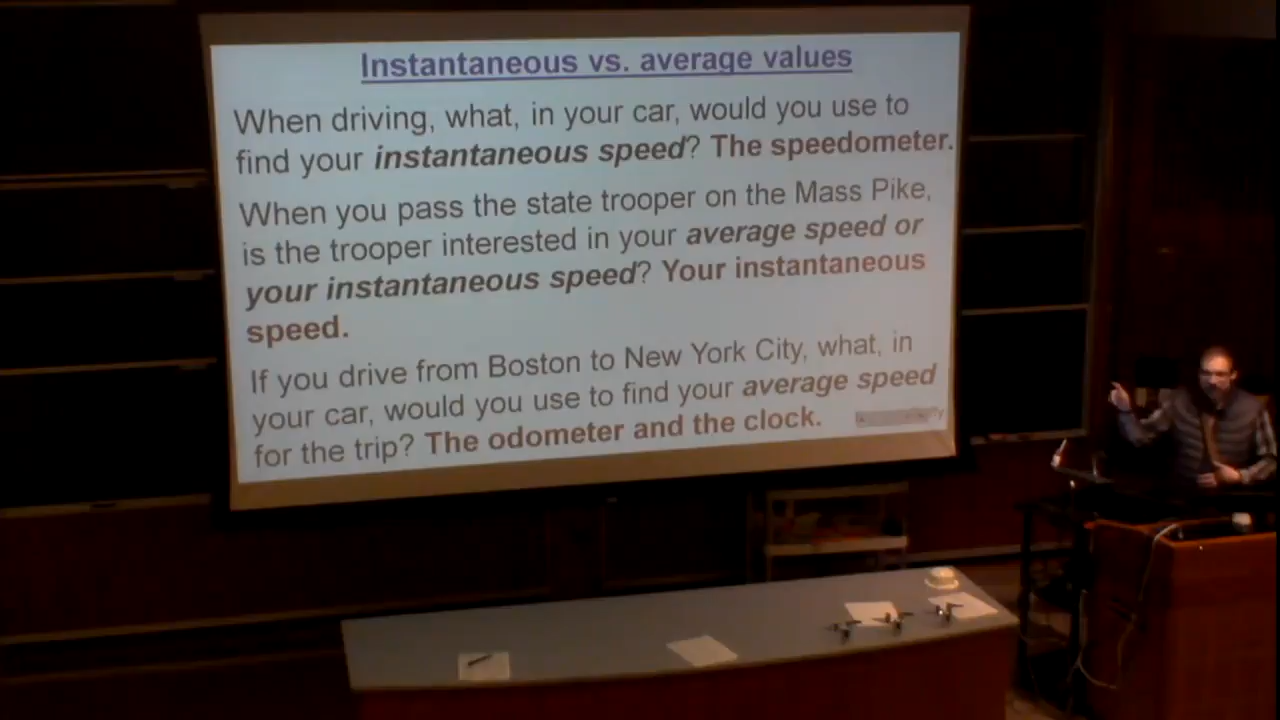 Instantaneous vs. average values
When driving, what, in your car, would you use to
find your instantaneous speed? The speedometer.
When you pass the state trooper on the Mass Pike,
is the trooper interested in your average speed or
your instantaneous speed? Your instantaneous
speed.
If you drive from Boston to New York City, what, in
your car, would you use to find your average speed
for the trip? The odometer and the clock.